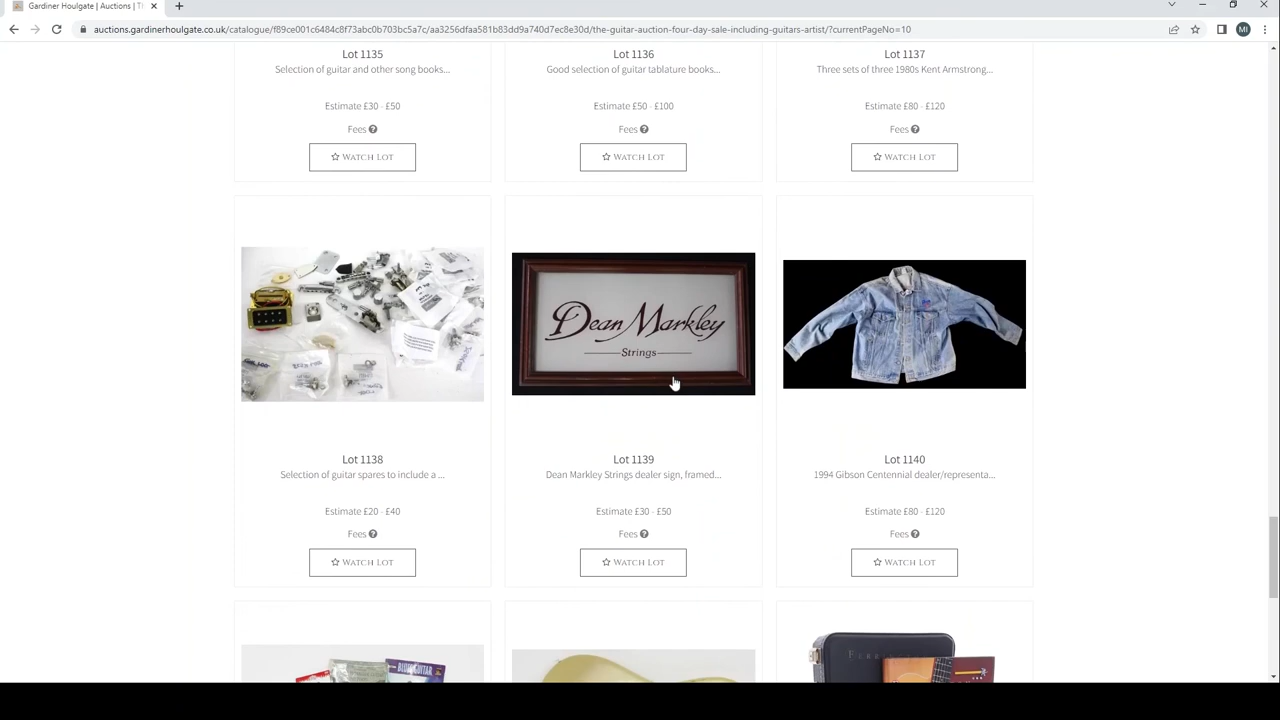 Gardiner Houlgate | Auctions | T
auctions.gardinerhoulgate.co.uk/catalogue/f89ce001c6484c8f73abc0b703bc5a7c/aa3256dfaa581b83dd9a740d7ec8e30d/the-guitar-auction-four-day-sale-including-guitars-artist/?currentPageNo=10
MI
Lot 1135
Selection of guitar and other song books...
Estimate £30 - £50
Fees
WATCH LOT
Lot 1136
Good selection of guitar tablature books...
Estimate £50 - £100
Fees
WATCH LOT
Lot 1137
Three sets of three 1980s Kent Armstrong...
Estimate £80 - £120
Fees
WATCH LOT
Lot 1138
Selection of guitar spares to include a ...
Estimate £20 - £40
Fees
WATCH LOT
Dean Markley
Strings
Lot 1139
Dean Markley Strings dealer sign, framed...
Estimate £30 - £50
Fees
WATCH LOT
Lot 1140
1994 Gibson Centennial dealer/representa...
Estimate £80 - £120
Fees
WATCH LOT